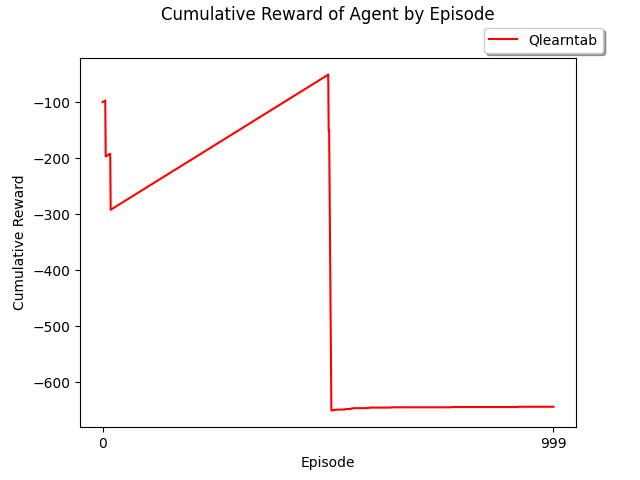 Cumulative Reward of Agent by Episode
Qlearntab
−100
−200
−300
−400
−500
−600
Cumulative Reward
0
999
Episode